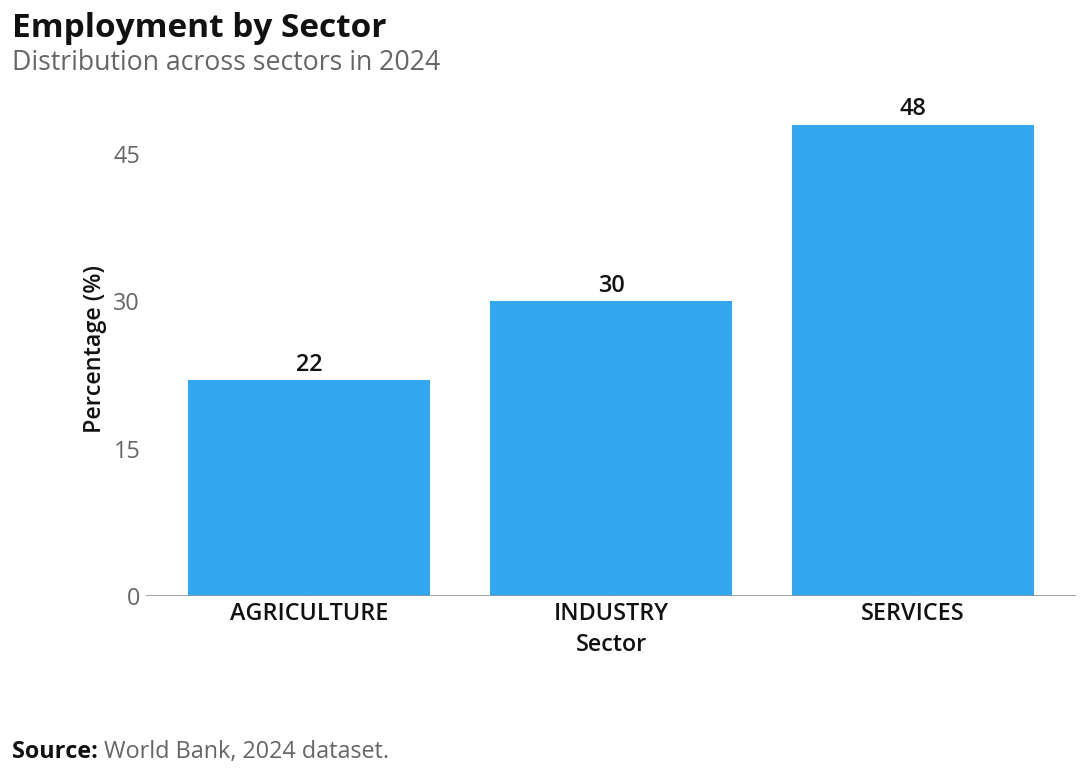 Employment by Sector
Distribution across sectors in 2024
48
45
Percentage (%)
30
30
22
15
0
AGRICULTURE INDUSTRY SERVICES
Sector
Source: World Bank, 2024 dataset.